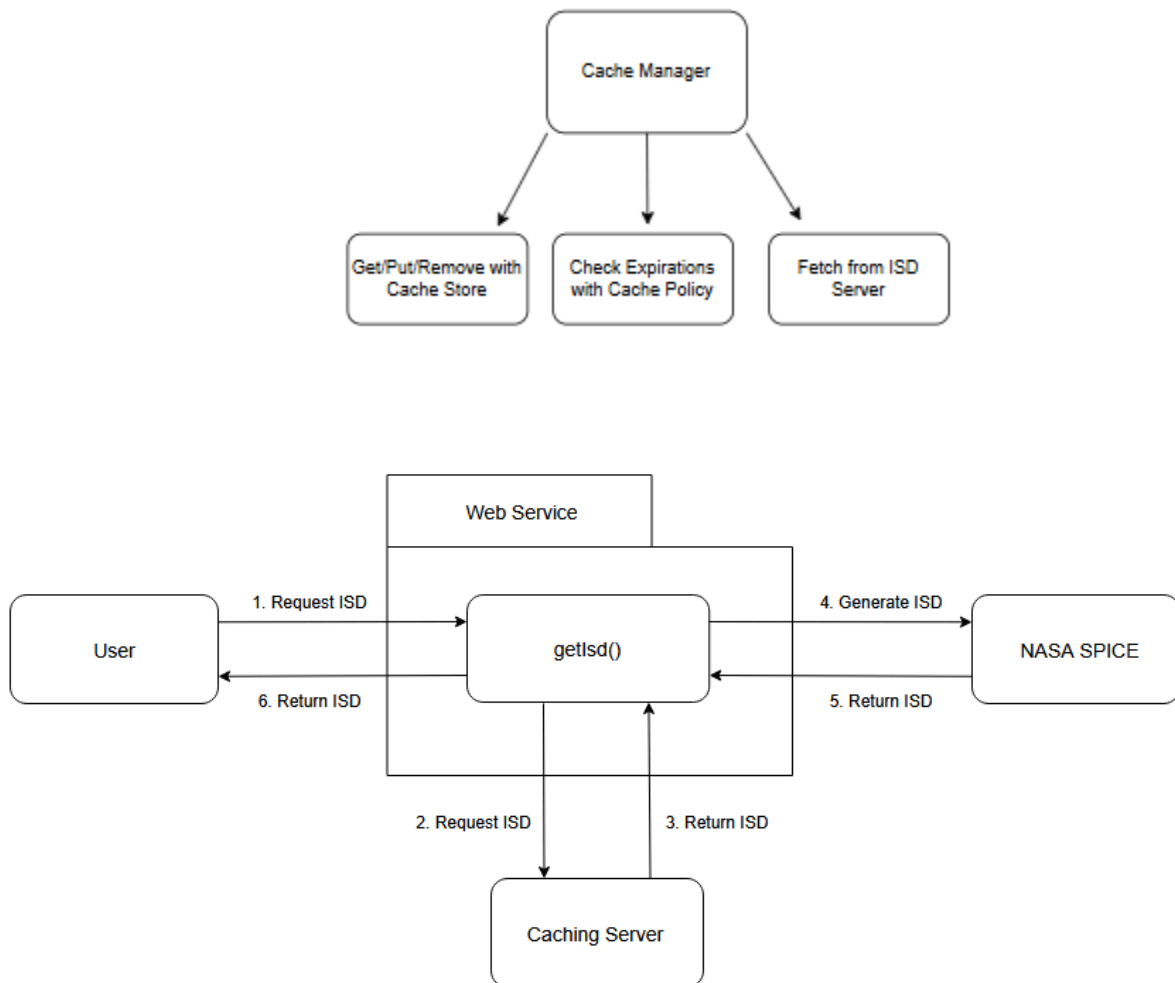 Cache Manager
Get/Put/Remove with
Cache Store
Check Expirations
with Cache Policy
Fetch from ISD
Server
Web Service
1. Request ISD
4. Generate ISD
User
getIsd()
NASA SPICE
6. Return ISD
5. Return ISD
2. Request ISD
3. Return ISD
Caching Server